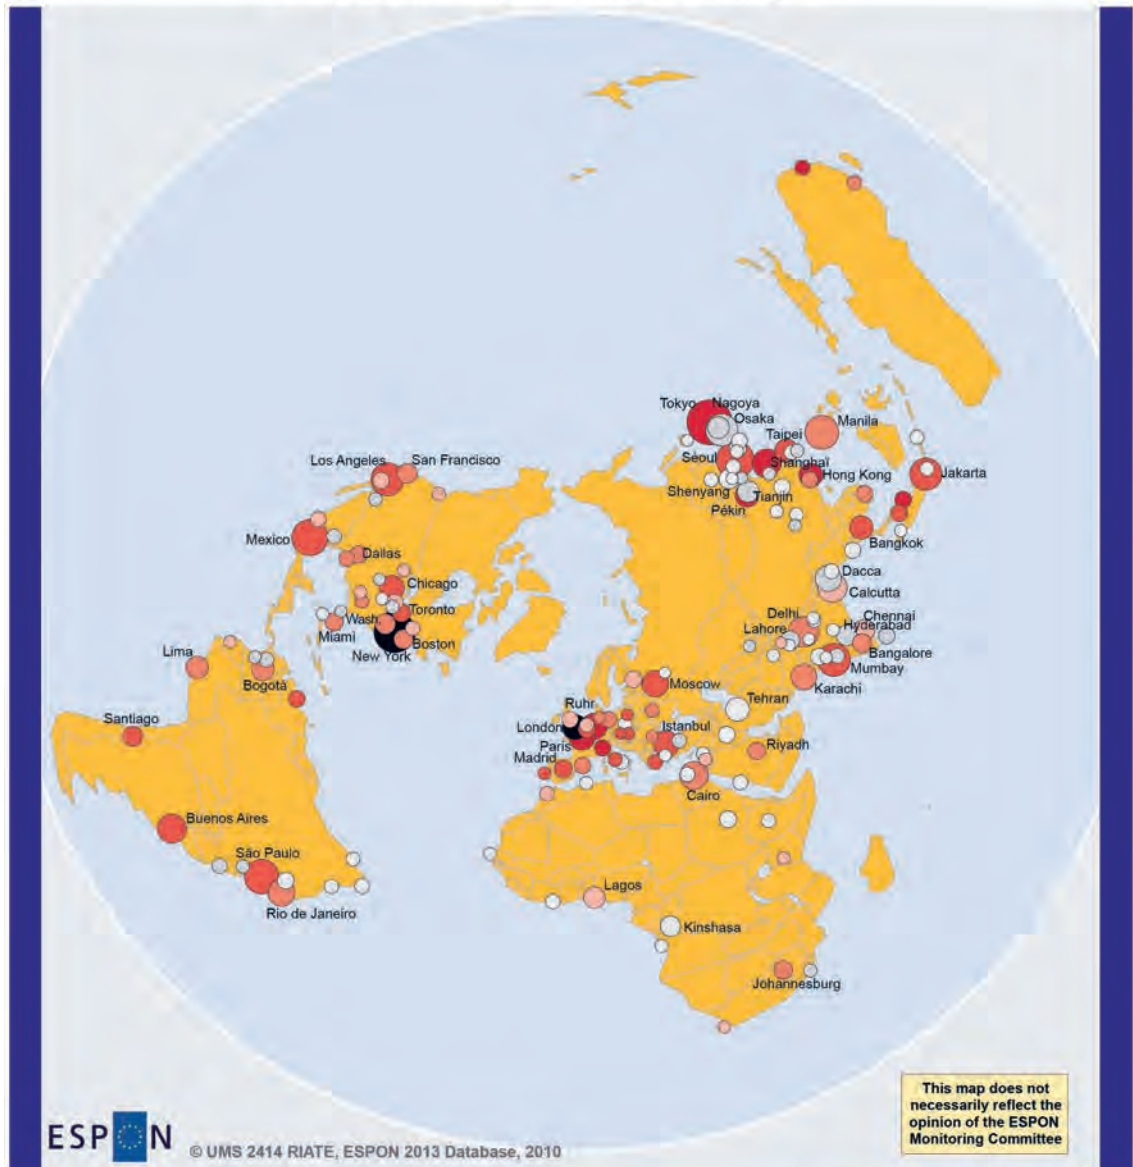 Tokyo
Nagoya
Osaka
Taipei
Manila
Séoul
Shanghaï
Hong Kong
Jakarta
Shenyang
Tianjin
Pékin
Bangkok
Los Angeles
San Francisco
Mexico
Dallas
Chicago
Toronto
Wash.
Miami
Boston
New York
Dacca
Calcutta
Delhi
Chennai
Lahore
Hyderabad
Bangalore
Mumbay
Karachi
Lima
Bogotá
Moscow
Tehran
Ruhr
London
Istanbul
Paris
Riyadh
Madrid
Cairo
Santiago
Buenos Aires
São Paulo
Rio de Janeiro
Lagos
Kinshasa
Johannesburg
This map does not
necessarily reflect the
opinion of the ESPON
Monitoring Committee
ESPON
© UMS 2414 RIATE, ESPON 2013 Database, 2010